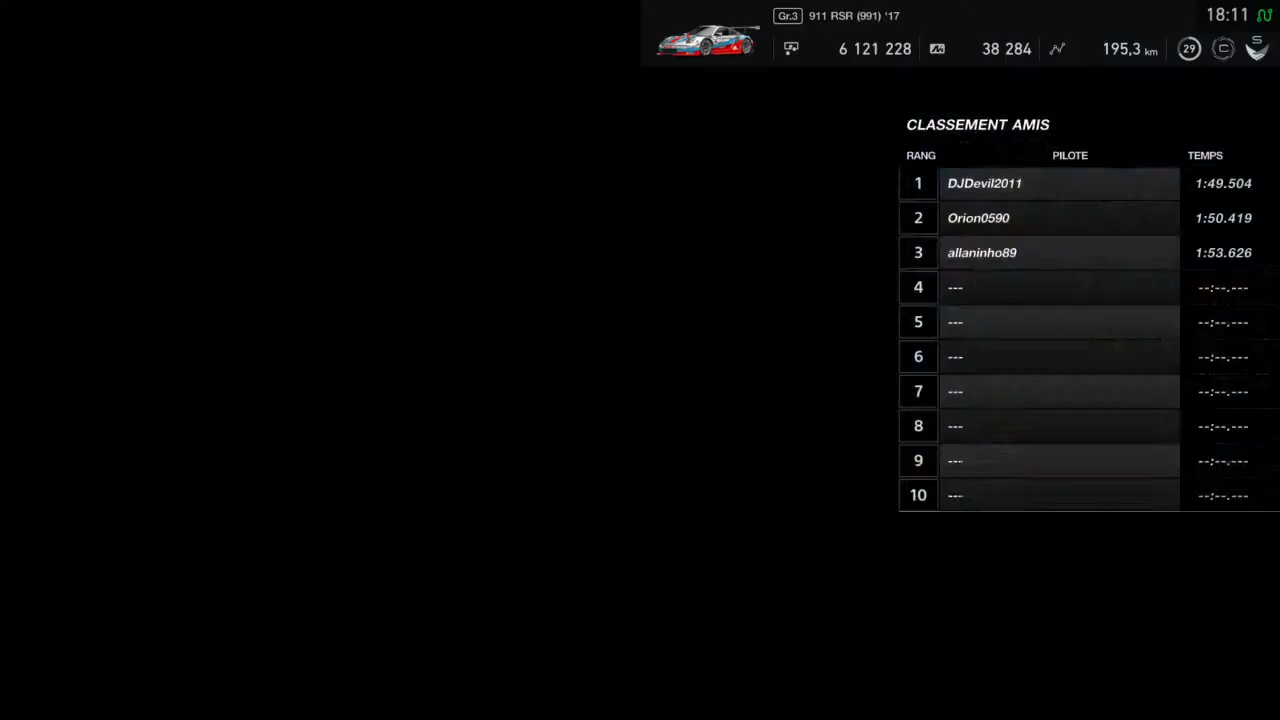 Gr.3 911 RSR (991) '17 18:11
6 121 228 38 284 195,3 km 29 C S
CLASSEMENT AMIS
RANG PILOTE TEMPS
1 DJDevil2011 1:49.504
2 Orion0590 1:50.419
3 allaninho89 1:53.626
4 --- --:--.---
5 --- --:--.---
6 --- --:--.---
7 --- --:--.---
8 --- --:--.---
9 --- --:--.---
10 --- --:--.---